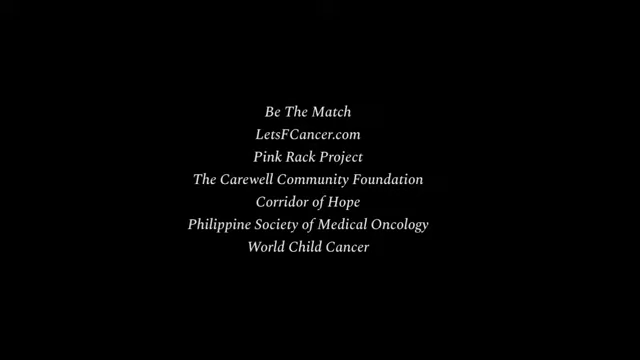 Be The Match
LetsFCancer.com
Pink Rack Project
The Carewell Community Foundation
Corridor of Hope
Philippine Society of Medical Oncology
World Child Cancer